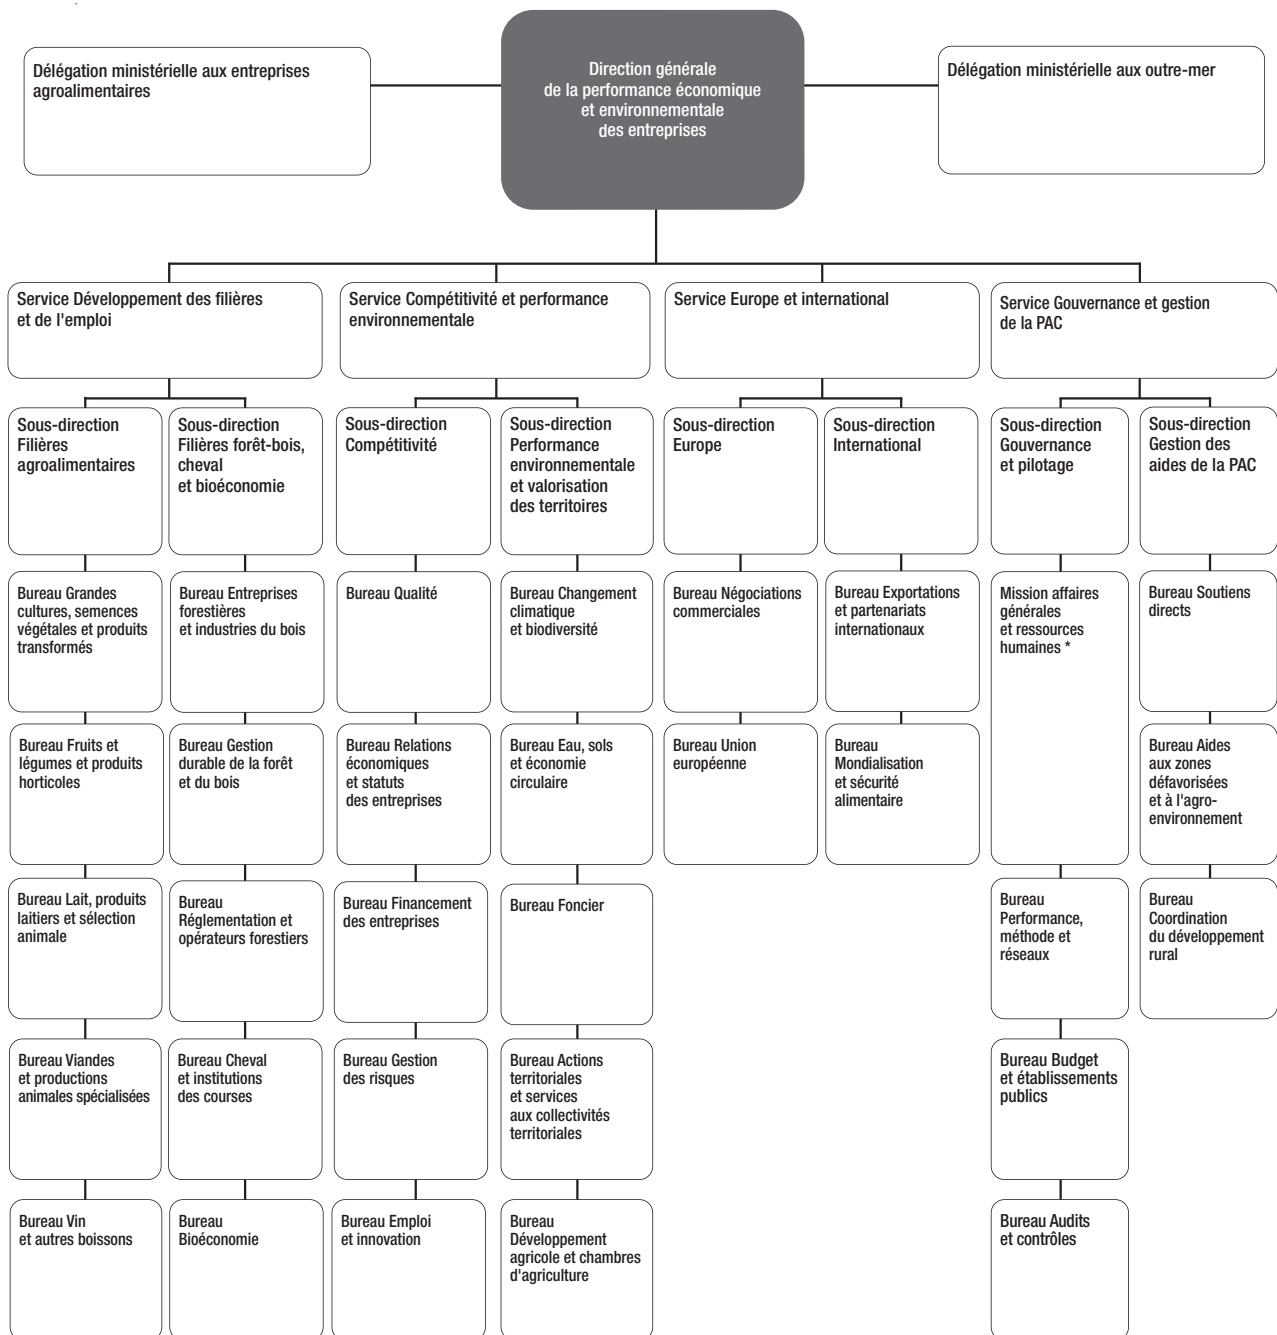 Délégation ministérielle aux entreprises
agroalimentaires
Direction générale
de la performance économique
et environnementale
des entreprises
Délégation ministérielle aux outre-mer
Service Développement des filières
et de l'emploi
Service Compétitivité et performance
environnementale
Service Europe et international
Service Gouvernance et gestion
de la PAC
Sous-direction
Filières
agroalimentaires
Sous-direction
Filières forêt-bois,
cheval
et bioéconomie
Sous-direction
Compétitivité
Sous-direction
Performance
environnementale
et valorisation
des territoires
Sous-direction
Europe
Sous-direction
International
Sous-direction
Gouvernance
et pilotage
Sous-direction
Gestion des
aides de la PAC
Bureau Grandes
cultures, semences
végétales et produits
transformés
Bureau Entreprises
forestières
et industries du bois
Bureau Qualité
Bureau Changement
climatique
et biodiversité
Bureau Négociations
commerciales
Bureau Exportations
et partenariats
internationaux
Mission affaires
générales
et ressources
humaines *
Bureau Soutiens
directs
Bureau Fruits et
légumes et produits
horticoles
Bureau Gestion
durable de la forêt
et du bois
Bureau Relations
économiques
et statuts
des entreprises
Bureau Eau, sols
et économie
circulaire
Bureau Union
européenne
Bureau
Mondialisation
et sécurité
alimentaire
Bureau Aides
aux zones
défavorisées
et à l'agro-
environnement
Bureau Lait, produits
laitiers et sélection
animale
Bureau
Réglementation et
opérateurs forestiers
Bureau Financement
des entreprises
Bureau Foncier
Bureau
Performance,
méthode et
réseaux
Bureau
Coordination
du développement
rural
Bureau Viandes
et productions
animales spécialisées
Bureau Cheval
et institutions
des courses
Bureau Gestion
des risques
Bureau Actions
territoriales
et services
aux collectivités
territoriales
Bureau Budget
et établissements
publics
Bureau Vin
et autres boissons
Bureau
Bioéconomie
Bureau Emploi
et innovation
Bureau
Développement
agricole et chambres
d'agriculture
Bureau Audits
et contrôles